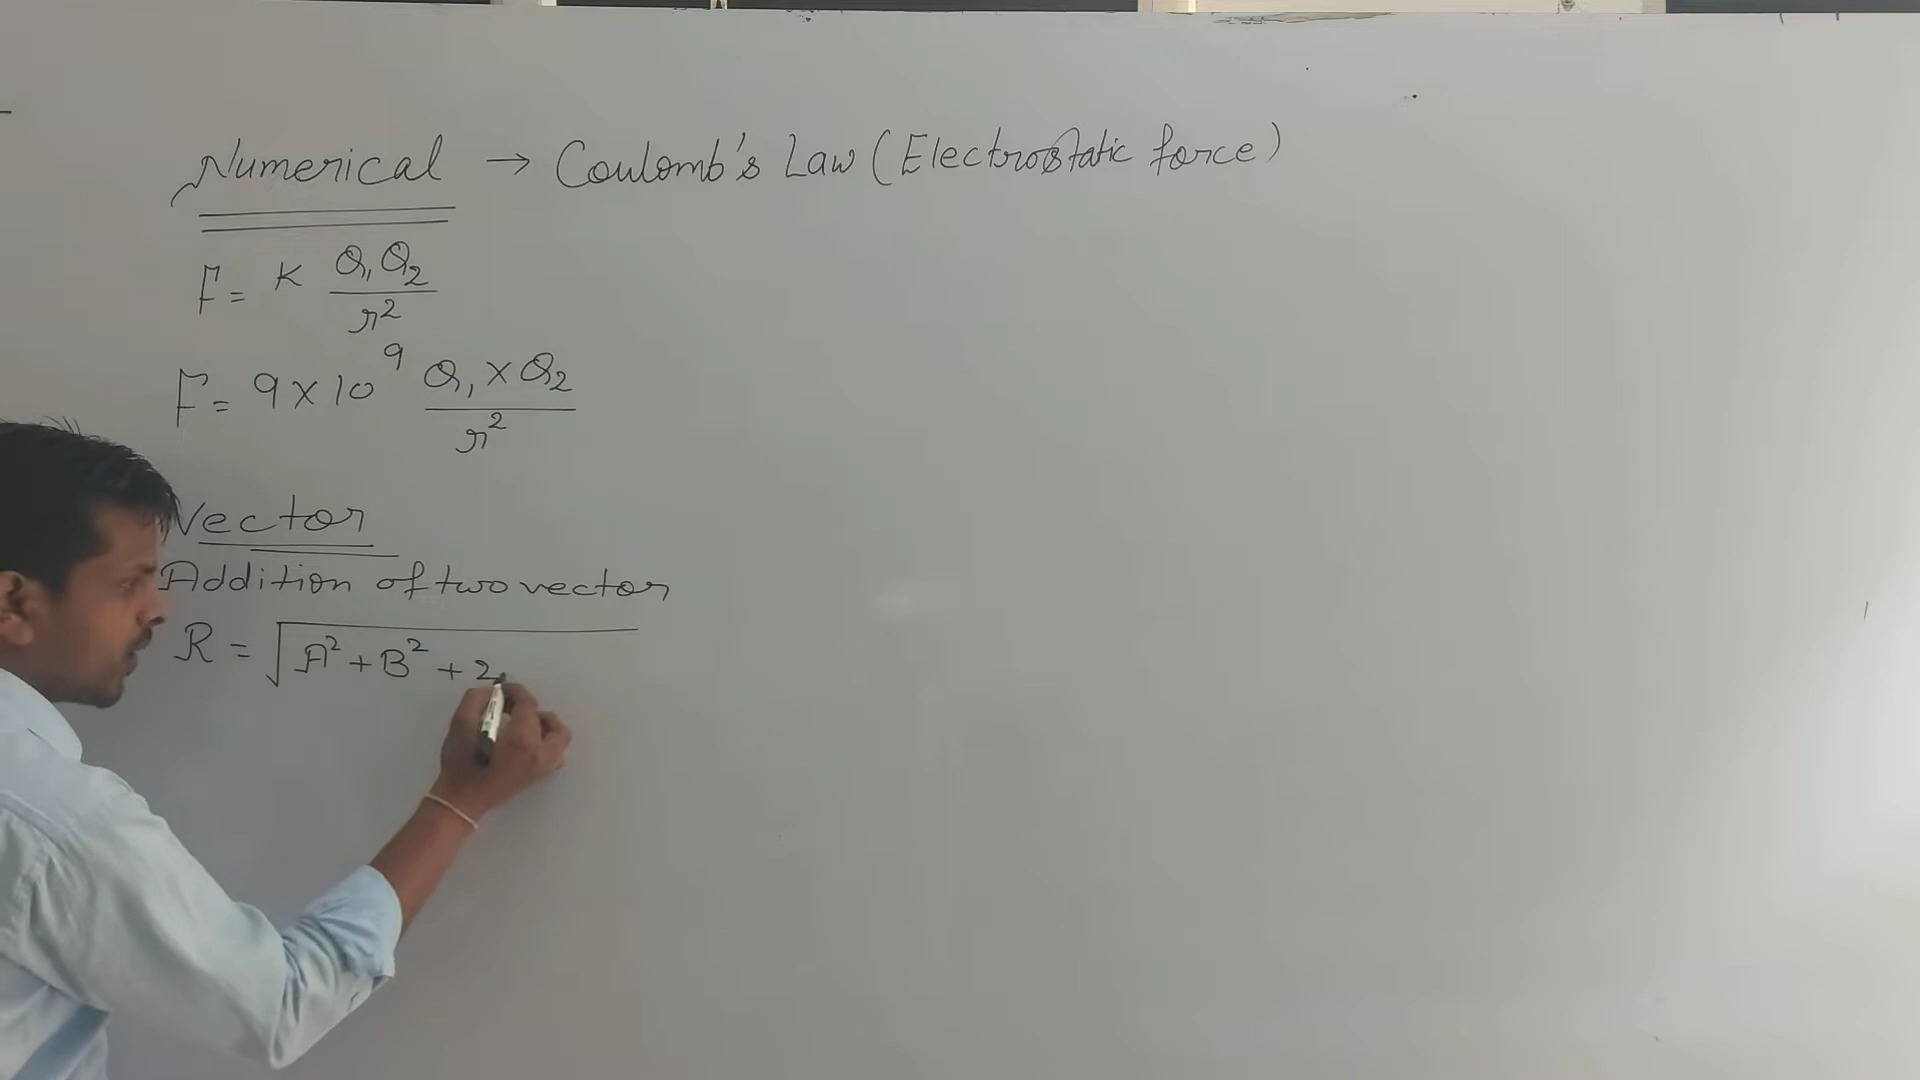 Numerical → Coulomb's Law (Electrostatic force)
F = K Q₁Q₂ / r²
F = 9 × 10⁹ Q₁ × Q₂ / r²
Vector
Addition of two vector
R = √A² + B² + 2